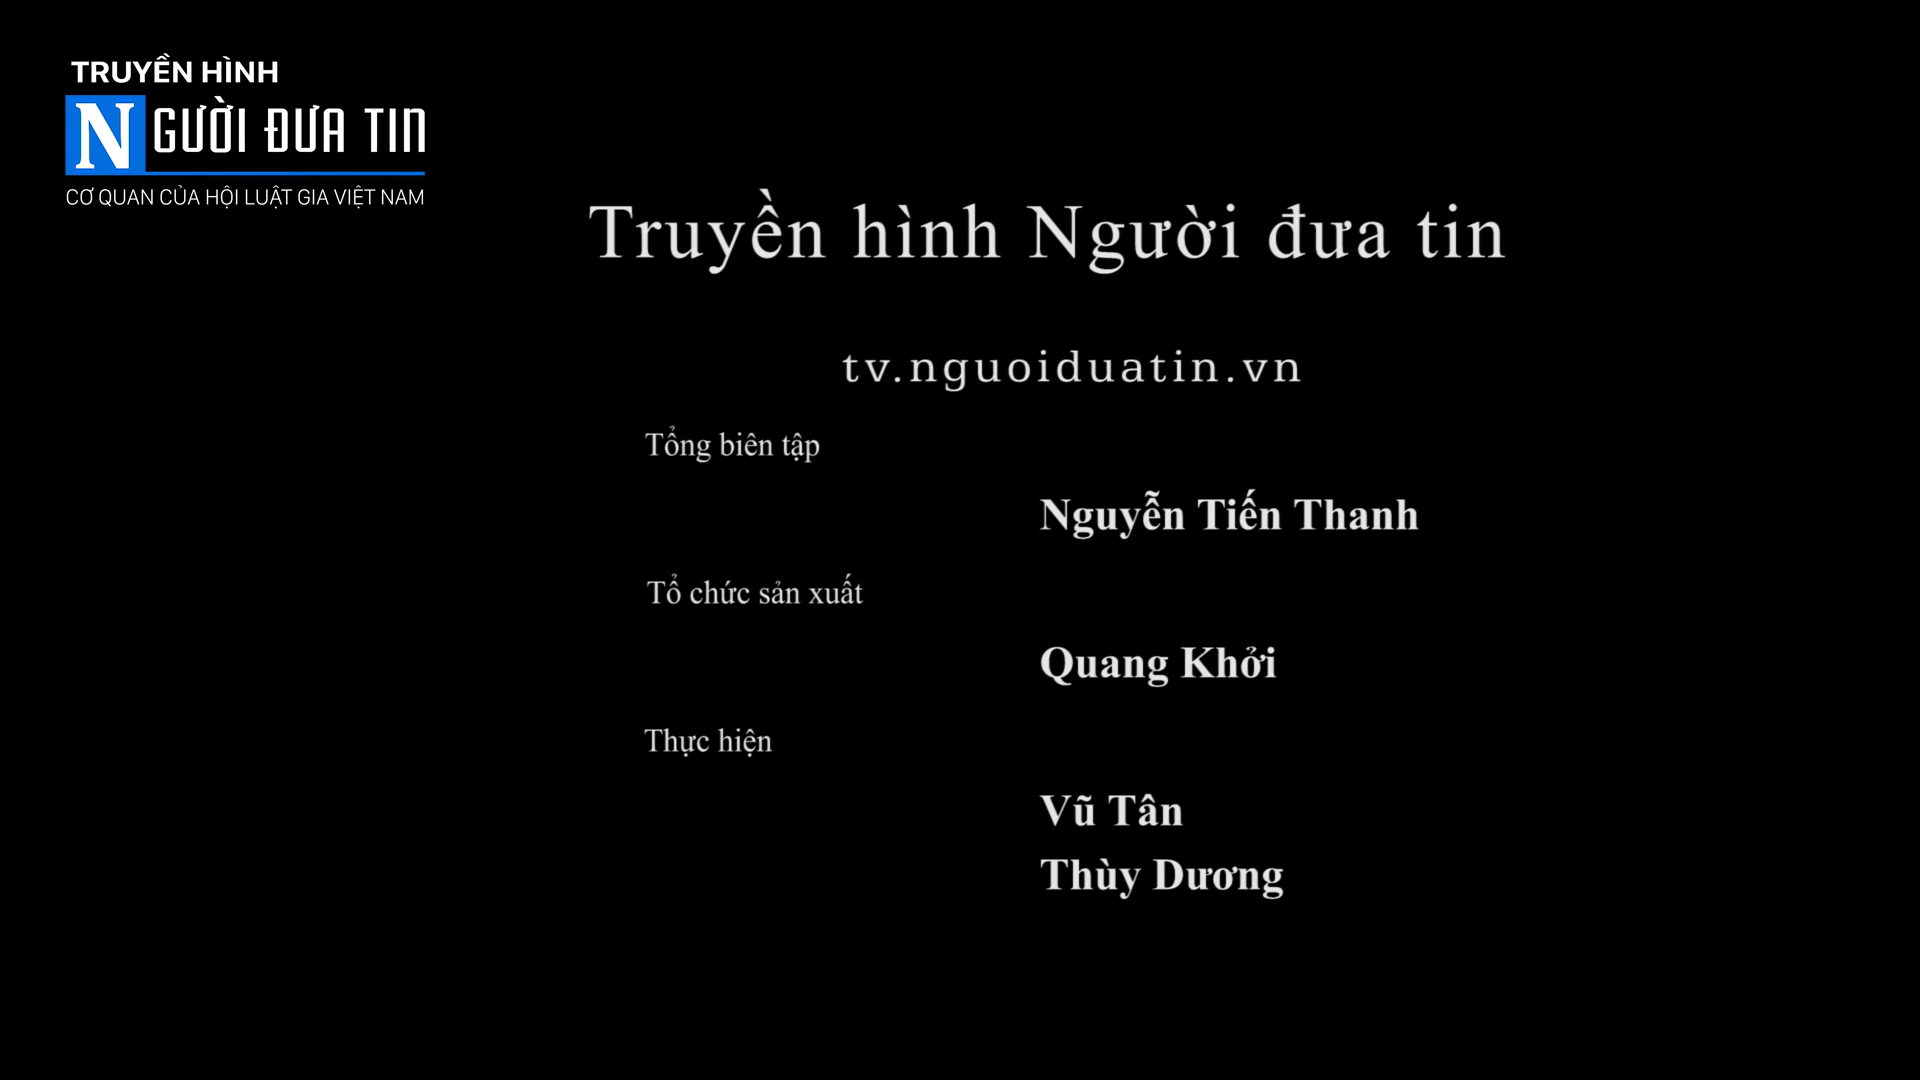 TRUYỀN HÌNH
NGƯỜI ĐƯA TIN
CƠ QUAN CỦA HỘI LUẬT GIA VIỆT NAM
Truyền hình Người đưa tin
tv.nguoiduatin.vn
Tổng biên tập
Nguyễn Tiến Thanh
Tổ chức sản xuất
Quang Khởi
Thực hiện
Vũ Tân
Thùy Dương